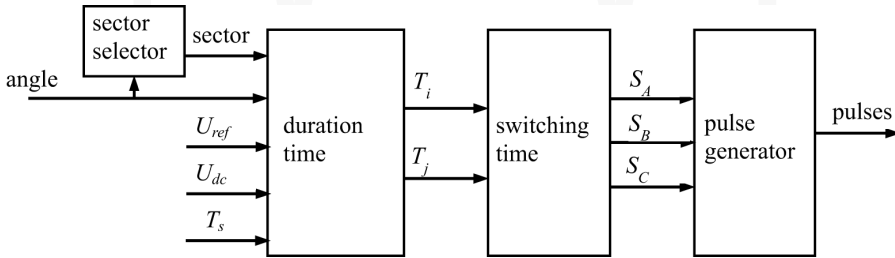 sector
selector
sector
angle
U_ref
U_dc
T_s
duration
time
T_i
T_j
switching
time
S_A
S_B
S_C
pulse
generator
pulses